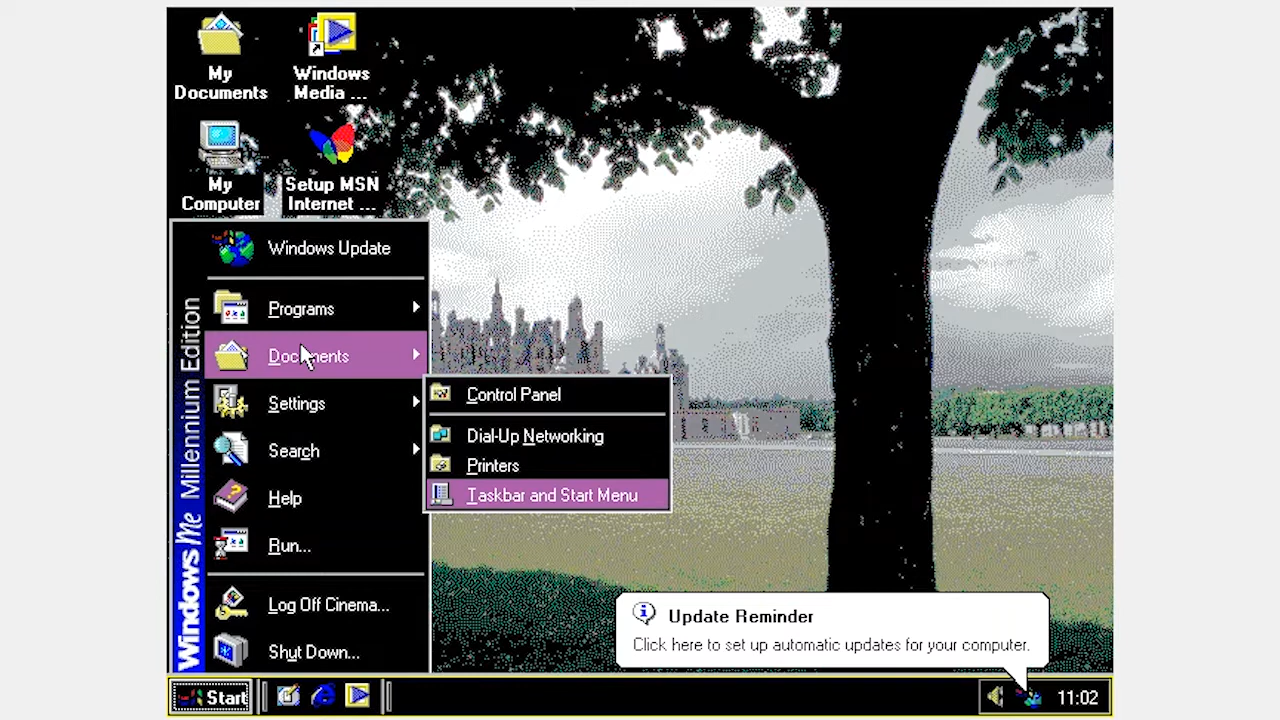 My
Documents
Windows
Media ...
My
Computer
Setup MSN
Internet ...
Windows Me Millennium Edition
Windows Update
Programs
Documents
Settings
Search
Help
Run...
Log Off Cinema...
Shut Down...
Control Panel
Dial-Up Networking
Printers
Taskbar and Start Menu
Update Reminder
Click here to set up automatic updates for your computer.
Start
11:02